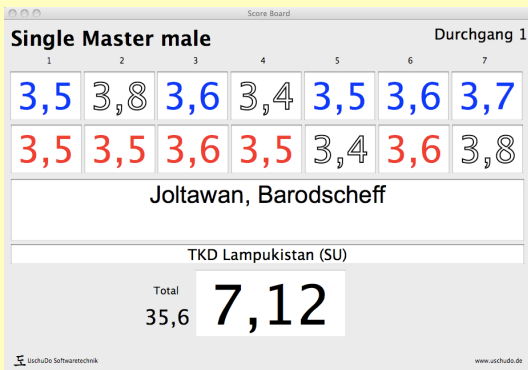 Score Board
Single Master male Durchgang 1
1 2 3 4 5 6 7
3,5 3,8 3,6 3,4 3,5 3,6 3,7
3,5 3,5 3,6 3,5 3,4 3,6 3,8
Joltawan, Barodscheff
TKD Lampukistan (SU)
Total
35,6 7,12
도 UschuDo Softwaretechnik www.uschudo.de